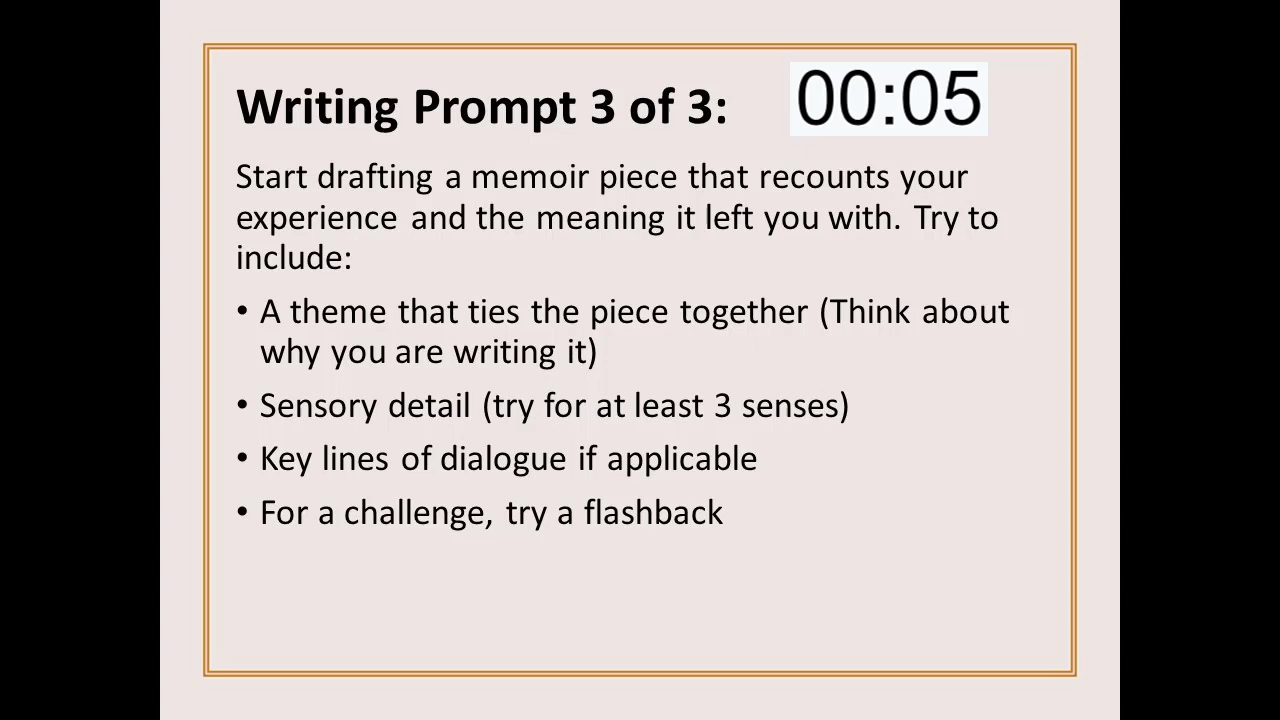 Writing Prompt 3 of 3:
00:05
Start drafting a memoir piece that recounts your
experience and the meaning it left you with. Try to
include:
• A theme that ties the piece together (Think about
why you are writing it)
• Sensory detail (try for at least 3 senses)
• Key lines of dialogue if applicable
• For a challenge, try a flashback